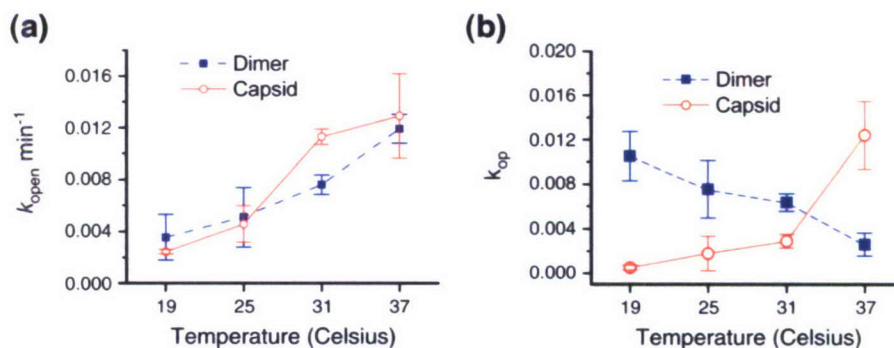 (a)
Dimer
Capsid
k_open min⁻¹
0.016
0.012
0.008
0.004
0.000
19 25 31 37
Temperature (Celsius)
(b)
Dimer
Capsid
k_op
0.020
0.016
0.012
0.008
0.004
0.000
19 25 31 37
Temperature (Celsius)